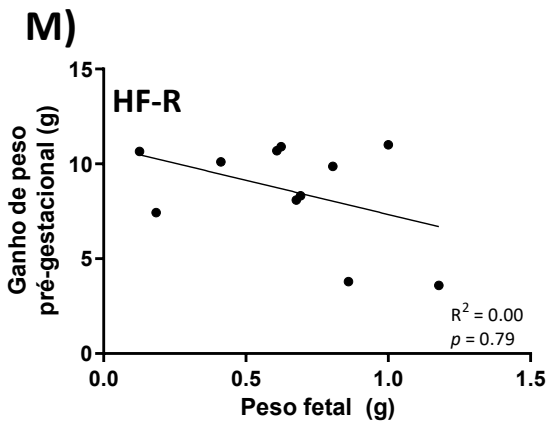 M)
15
HF-R
Ganho de peso
pré-gestacional (g)
10
5
R² = 0.00
p = 0.79
0
0.0 0.5 1.0 1.5
Peso fetal (g)